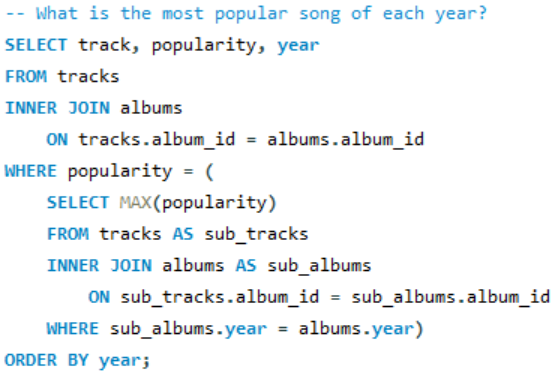 -- What is the most popular song of each year?
SELECT track, popularity, year
FROM tracks
INNER JOIN albums
    ON tracks.album_id = albums.album_id
WHERE popularity = (
    SELECT MAX(popularity)
    FROM tracks AS sub_tracks
    INNER JOIN albums AS sub_albums
        ON sub_tracks.album_id = sub_albums.album_id
    WHERE sub_albums.year = albums.year)
ORDER BY year;